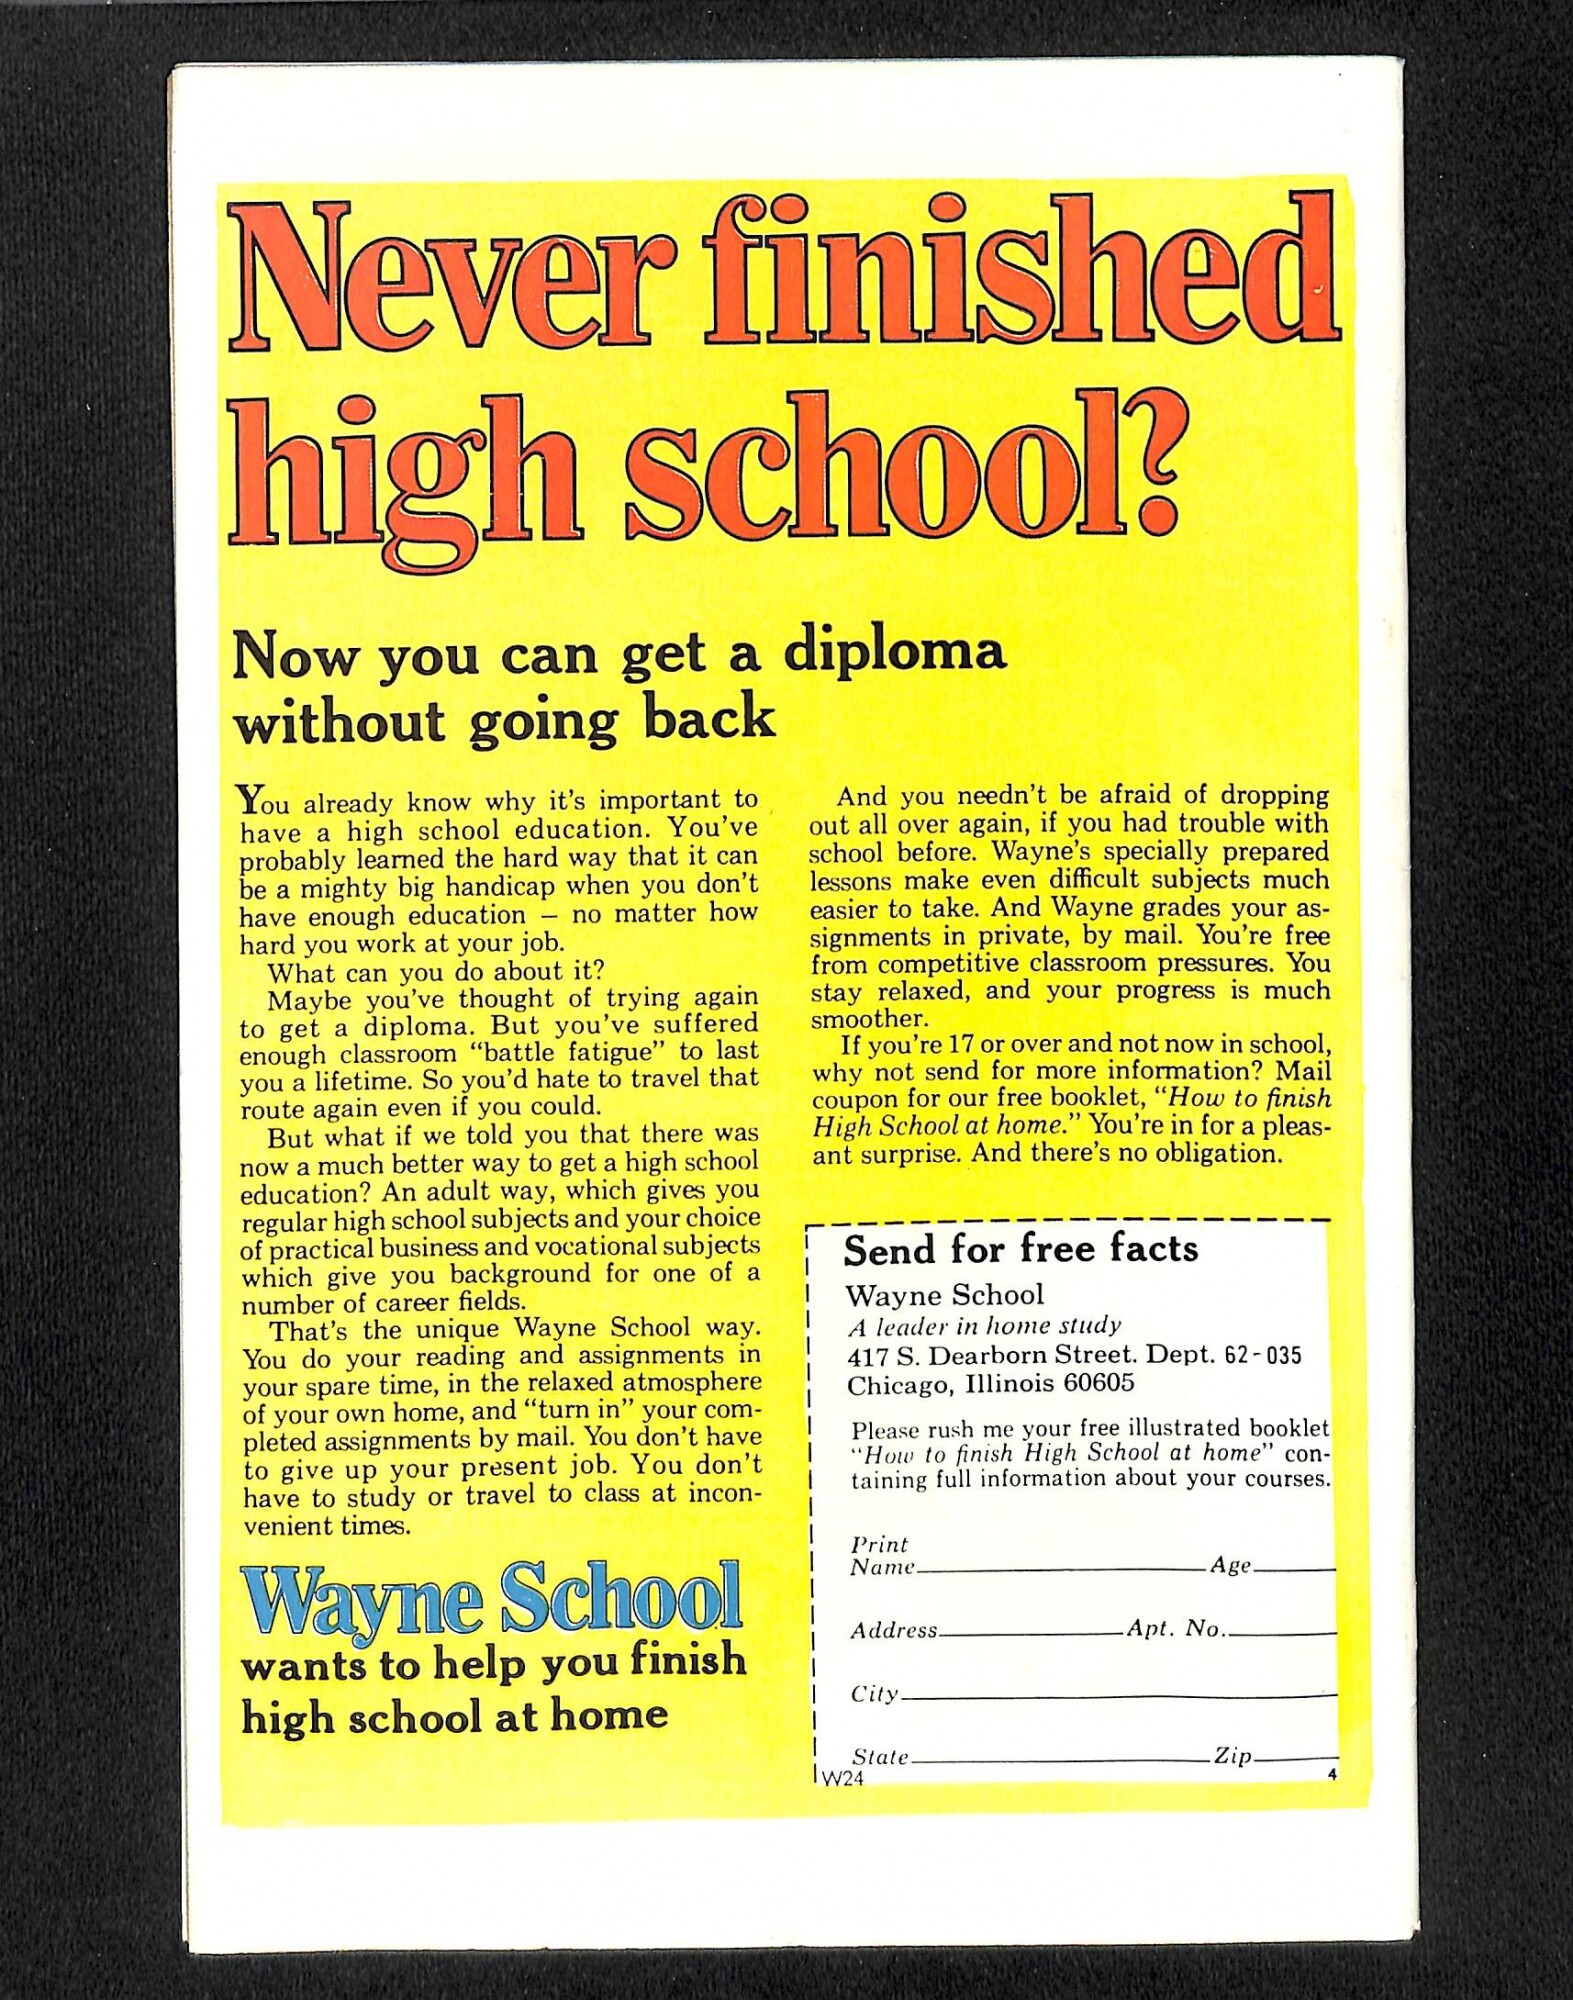 Never finished
high school?
Now you can get a diploma
without going back
You already know why it's important to
have a high school education. You've
probably learned the hard way that it can
be a mighty big handicap when you don't
have enough education — no matter how
hard you work at your job.
What can you do about it?
Maybe you've thought of trying again
to get a diploma. But you've suffered
enough classroom "battle fatigue" to last
you a lifetime. So you'd hate to travel that
route again even if you could.
But what if we told you that there was
now a much better way to get a high school
education? An adult way, which gives you
regular high school subjects and your choice
of practical business and vocational subjects
which give you background for one of a
number of career fields.
That's the unique Wayne School way.
You do your reading and assignments in
your spare time, in the relaxed atmosphere
of your own home, and "turn in" your com-
pleted assignments by mail. You don't have
to give up your present job. You don't
have to study or travel to class at incon-
venient times.
Wayne School
wants to help you finish
high school at home
And you needn't be afraid of dropping
out all over again, if you had trouble with
school before. Wayne's specially prepared
lessons make even difficult subjects much
easier to take. And Wayne grades your as-
signments in private, by mail. You're free
from competitive classroom pressures. You
stay relaxed, and your progress is much
smoother.
If you're 17 or over and not now in school,
why not send for more information? Mail
coupon for our free booklet, "How to finish
High School at home." You're in for a pleas-
ant surprise. And there's no obligation.
Send for free facts
Wayne School
A leader in home study
417 S. Dearborn Street. Dept. 62-035
Chicago, Illinois 60605
Please rush me your free illustrated booklet
"How to finish High School at home" con-
taining full information about your courses.
Print
Name Age
Address Apt. No.
City
State Zip
W24 4